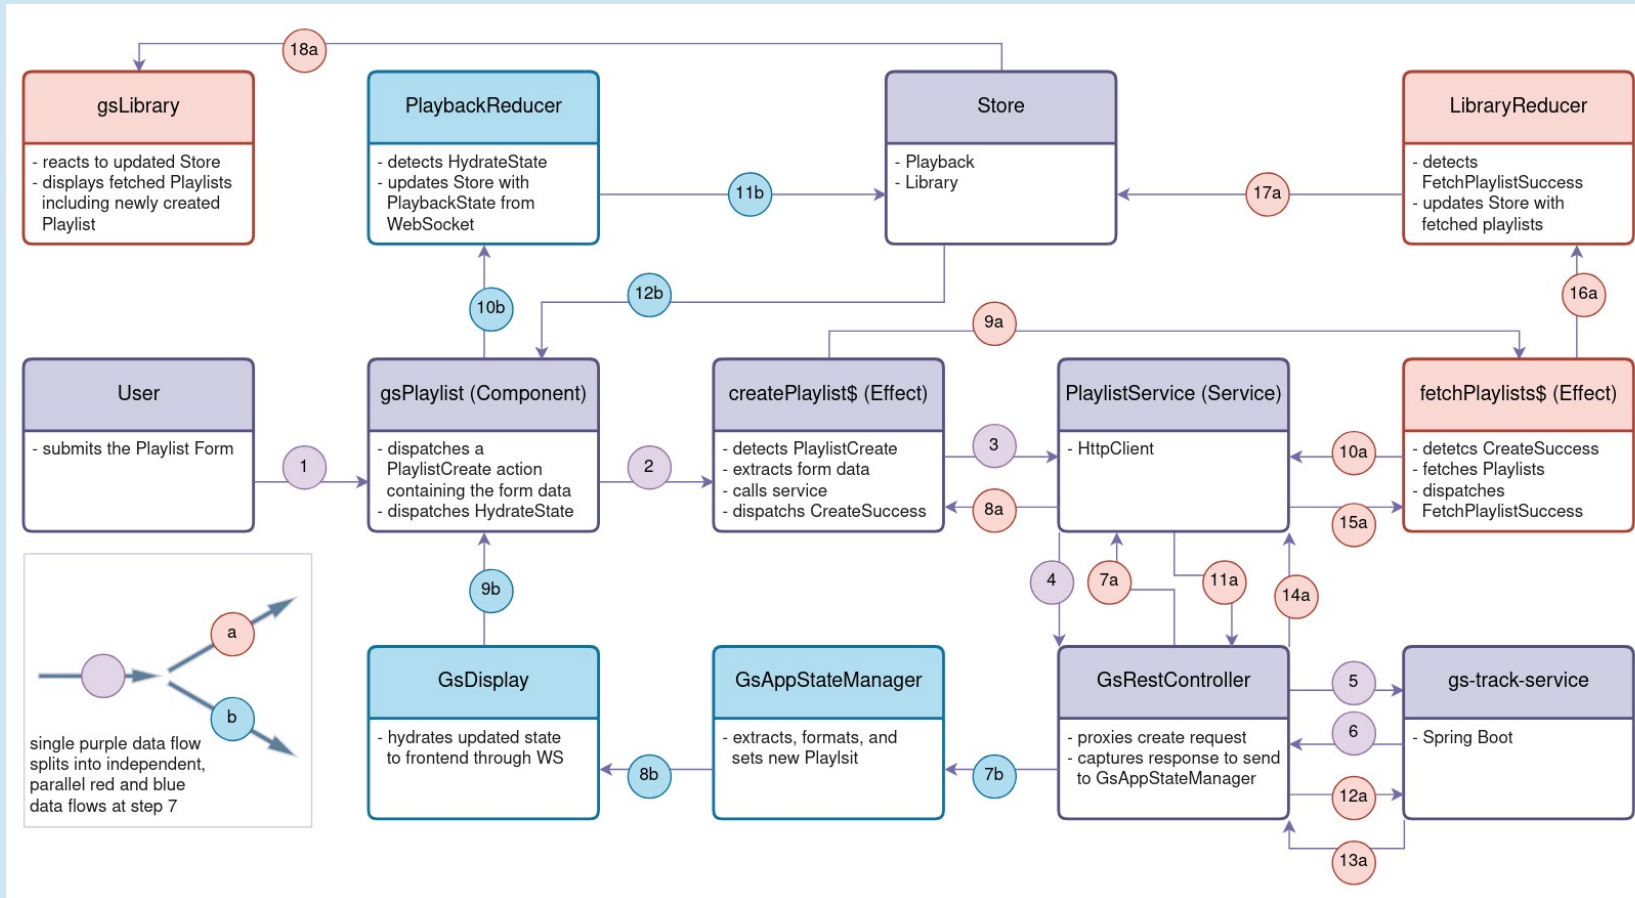 18a
gsLibrary
- reacts to updated Store
- displays fetched Playlists
including newly created
Playlist
PlaybackReducer
- detects HydrateState
- updates Store with
PlaybackState from
WebSocket
11b
Store
- Playback
- Library
17a
LibraryReducer
- detects
FetchPlaylistSuccess
- updates Store with
fetched playlists
10b
12b
9a
16a
User
- submits the Playlist Form
1
gsPlaylist (Component)
- dispatches a
PlaylistCreate action
containing the form data
- dispatches HydrateState
2
createPlaylist$ (Effect)
- detects PlaylistCreate
- extracts form data
- calls service
- dispatchs CreateSuccess
3
8a
PlaylistService (Service)
- HttpClient
10a
15a
fetchPlaylists$ (Effect)
- detetcs CreateSuccess
- fetches Playlists
- dispatches
FetchPlaylistSuccess
9b
4
7a
11a
14a
a
b
single purple data flow
splits into independent,
parallel red and blue
data flows at step 7
GsDisplay
- hydrates updated state
to frontend through WS
8b
GsAppStateManager
- extracts, formats, and
sets new Playlsit
7b
GsRestController
- proxies create request
- captures response to send
to GsAppStateManager
5
6
12a
13a
gs-track-service
- Spring Boot